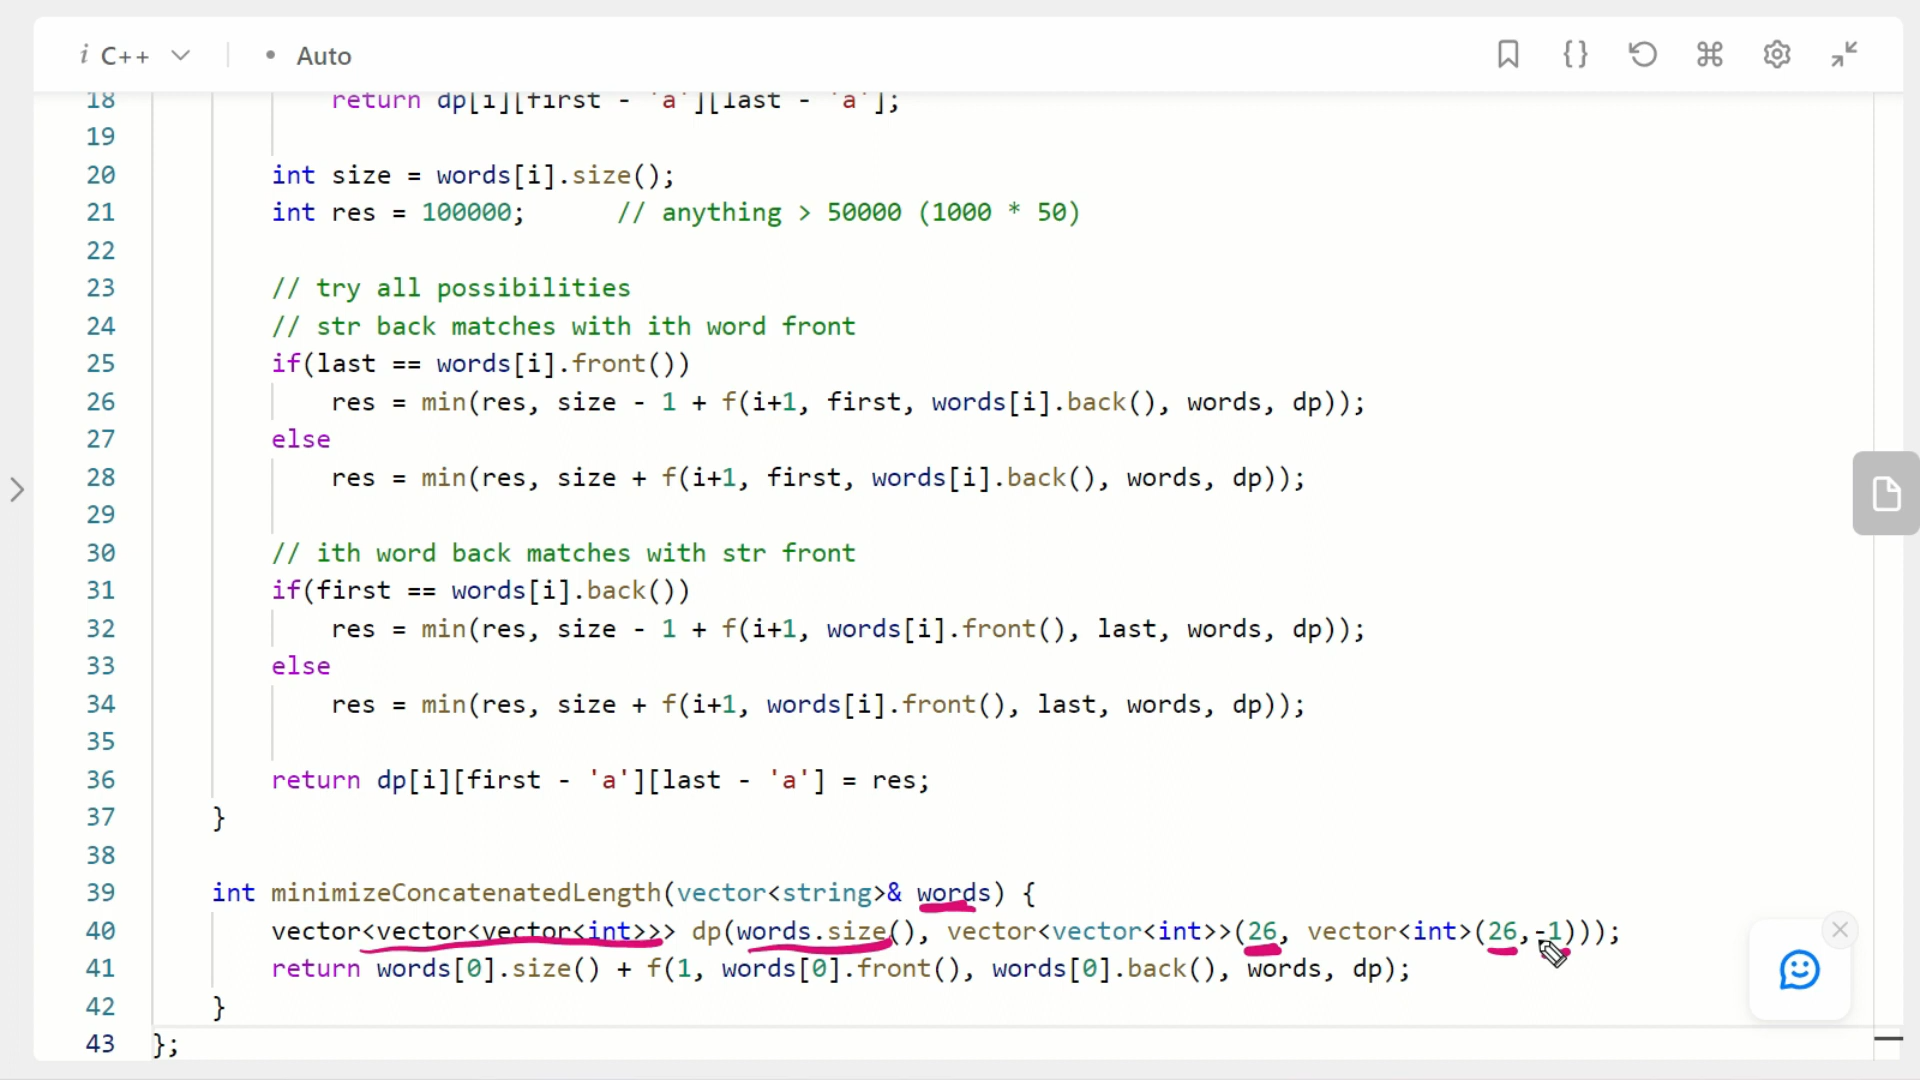 i C++ • Auto
18 return dp[i][first - 'a'][last - 'a'];
19
20 int size = words[i].size();
21 int res = 100000; // anything > 50000 (1000 * 50)
22
23 // try all possibilities
24 // str back matches with ith word front
25 if(last == words[i].front())
26 res = min(res, size - 1 + f(i+1, first, words[i].back(), words, dp));
27 else
28 res = min(res, size + f(i+1, first, words[i].back(), words, dp));
29
30 // ith word back matches with str front
31 if(first == words[i].back())
32 res = min(res, size - 1 + f(i+1, words[i].front(), last, words, dp));
33 else
34 res = min(res, size + f(i+1, words[i].front(), last, words, dp));
35
36 return dp[i][first - 'a'][last - 'a'] = res;
37 }
38
39 int minimizeConcatenatedLength(vector<string>& words) {
40 vector<vector<vector<int>>> dp(words.size(), vector<vector<int>>(26, vector<int>(26,-1)));
41 return words[0].size() + f(1, words[0].front(), words[0].back(), words, dp);
42 }
43 };